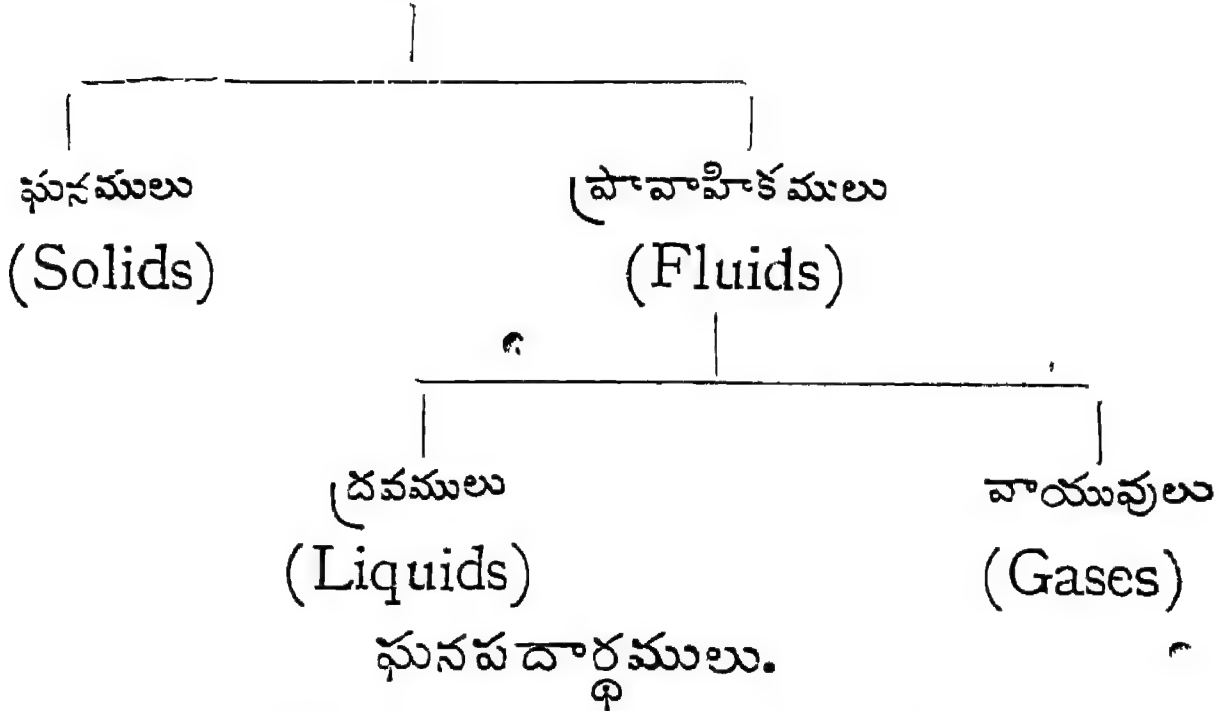 ఘనములు ప్రావాహికములు
(Solids) (Fluids)
ద్రవములు వాయువులు
(Liquids) (Gases)
ఘనపదార్థములు.